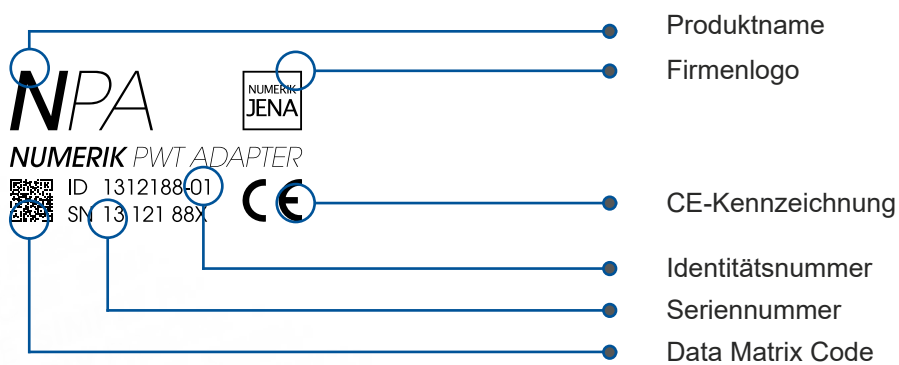 Produktname
Firmenlogo
NPA
NUMERIK
JENA
NUMERIK PWT ADAPTER
ID 1312188-01
SN 13 121 88X
CE
CE-Kennzeichnung
Identitätsnummer
Seriennummer
Data Matrix Code